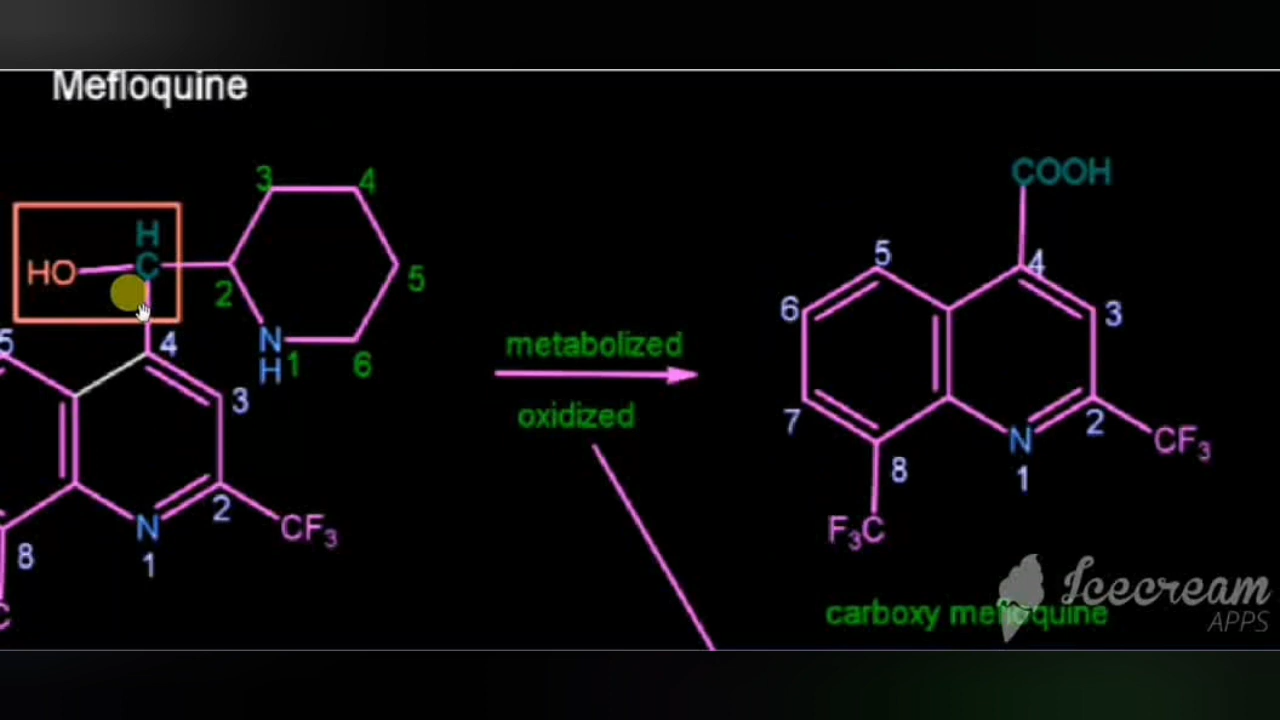 Mefloquine
3 4
H
HO C
2 5
N 1 6
H
5 4
3
2
N
1
CF3
8
C
metabolized
oxidized
COOH
5 4
6 3
7 2
8 N
1
CF3
F3C
carboxy mefloquine
Icecream
APPS